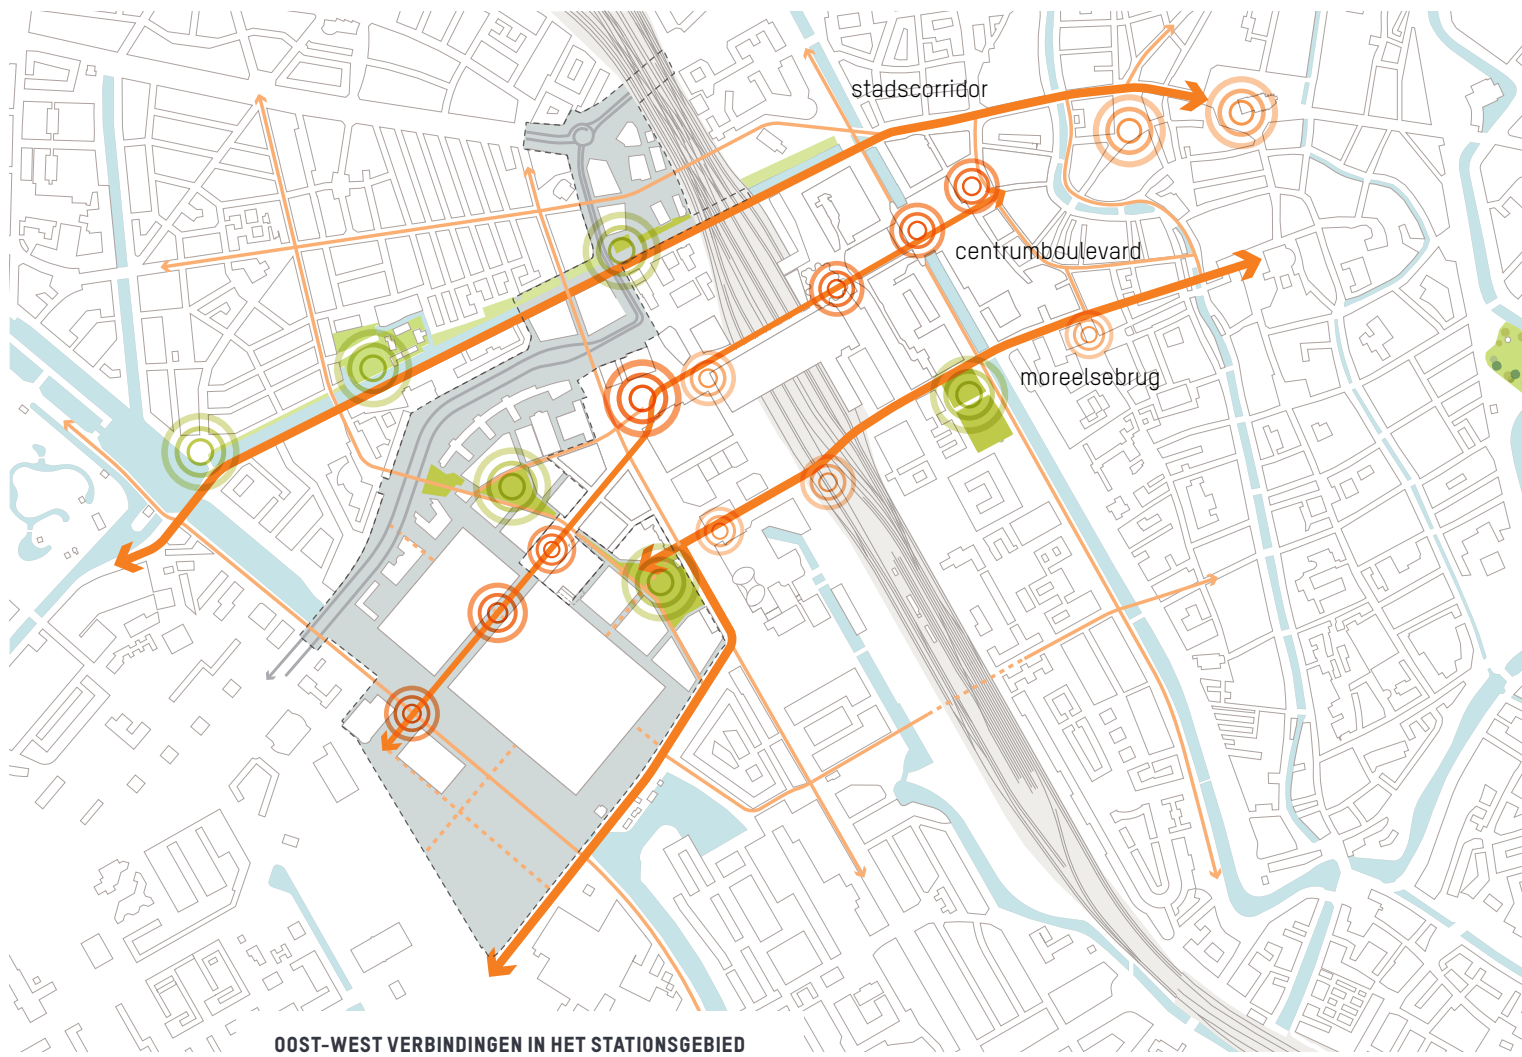 stadscorridor
centrumboulevard
moreelsebrug
OOST-WEST VERBINDINGEN IN HET STATIONSGEBIED